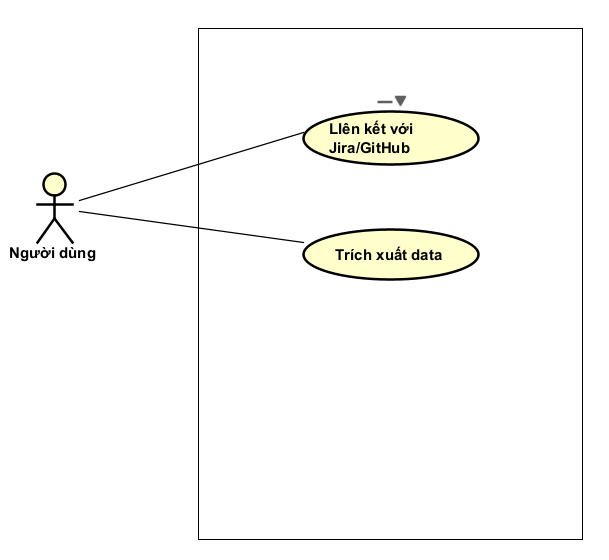 LIên kết với
Jira/GitHub
Người dùng
Trích xuất data